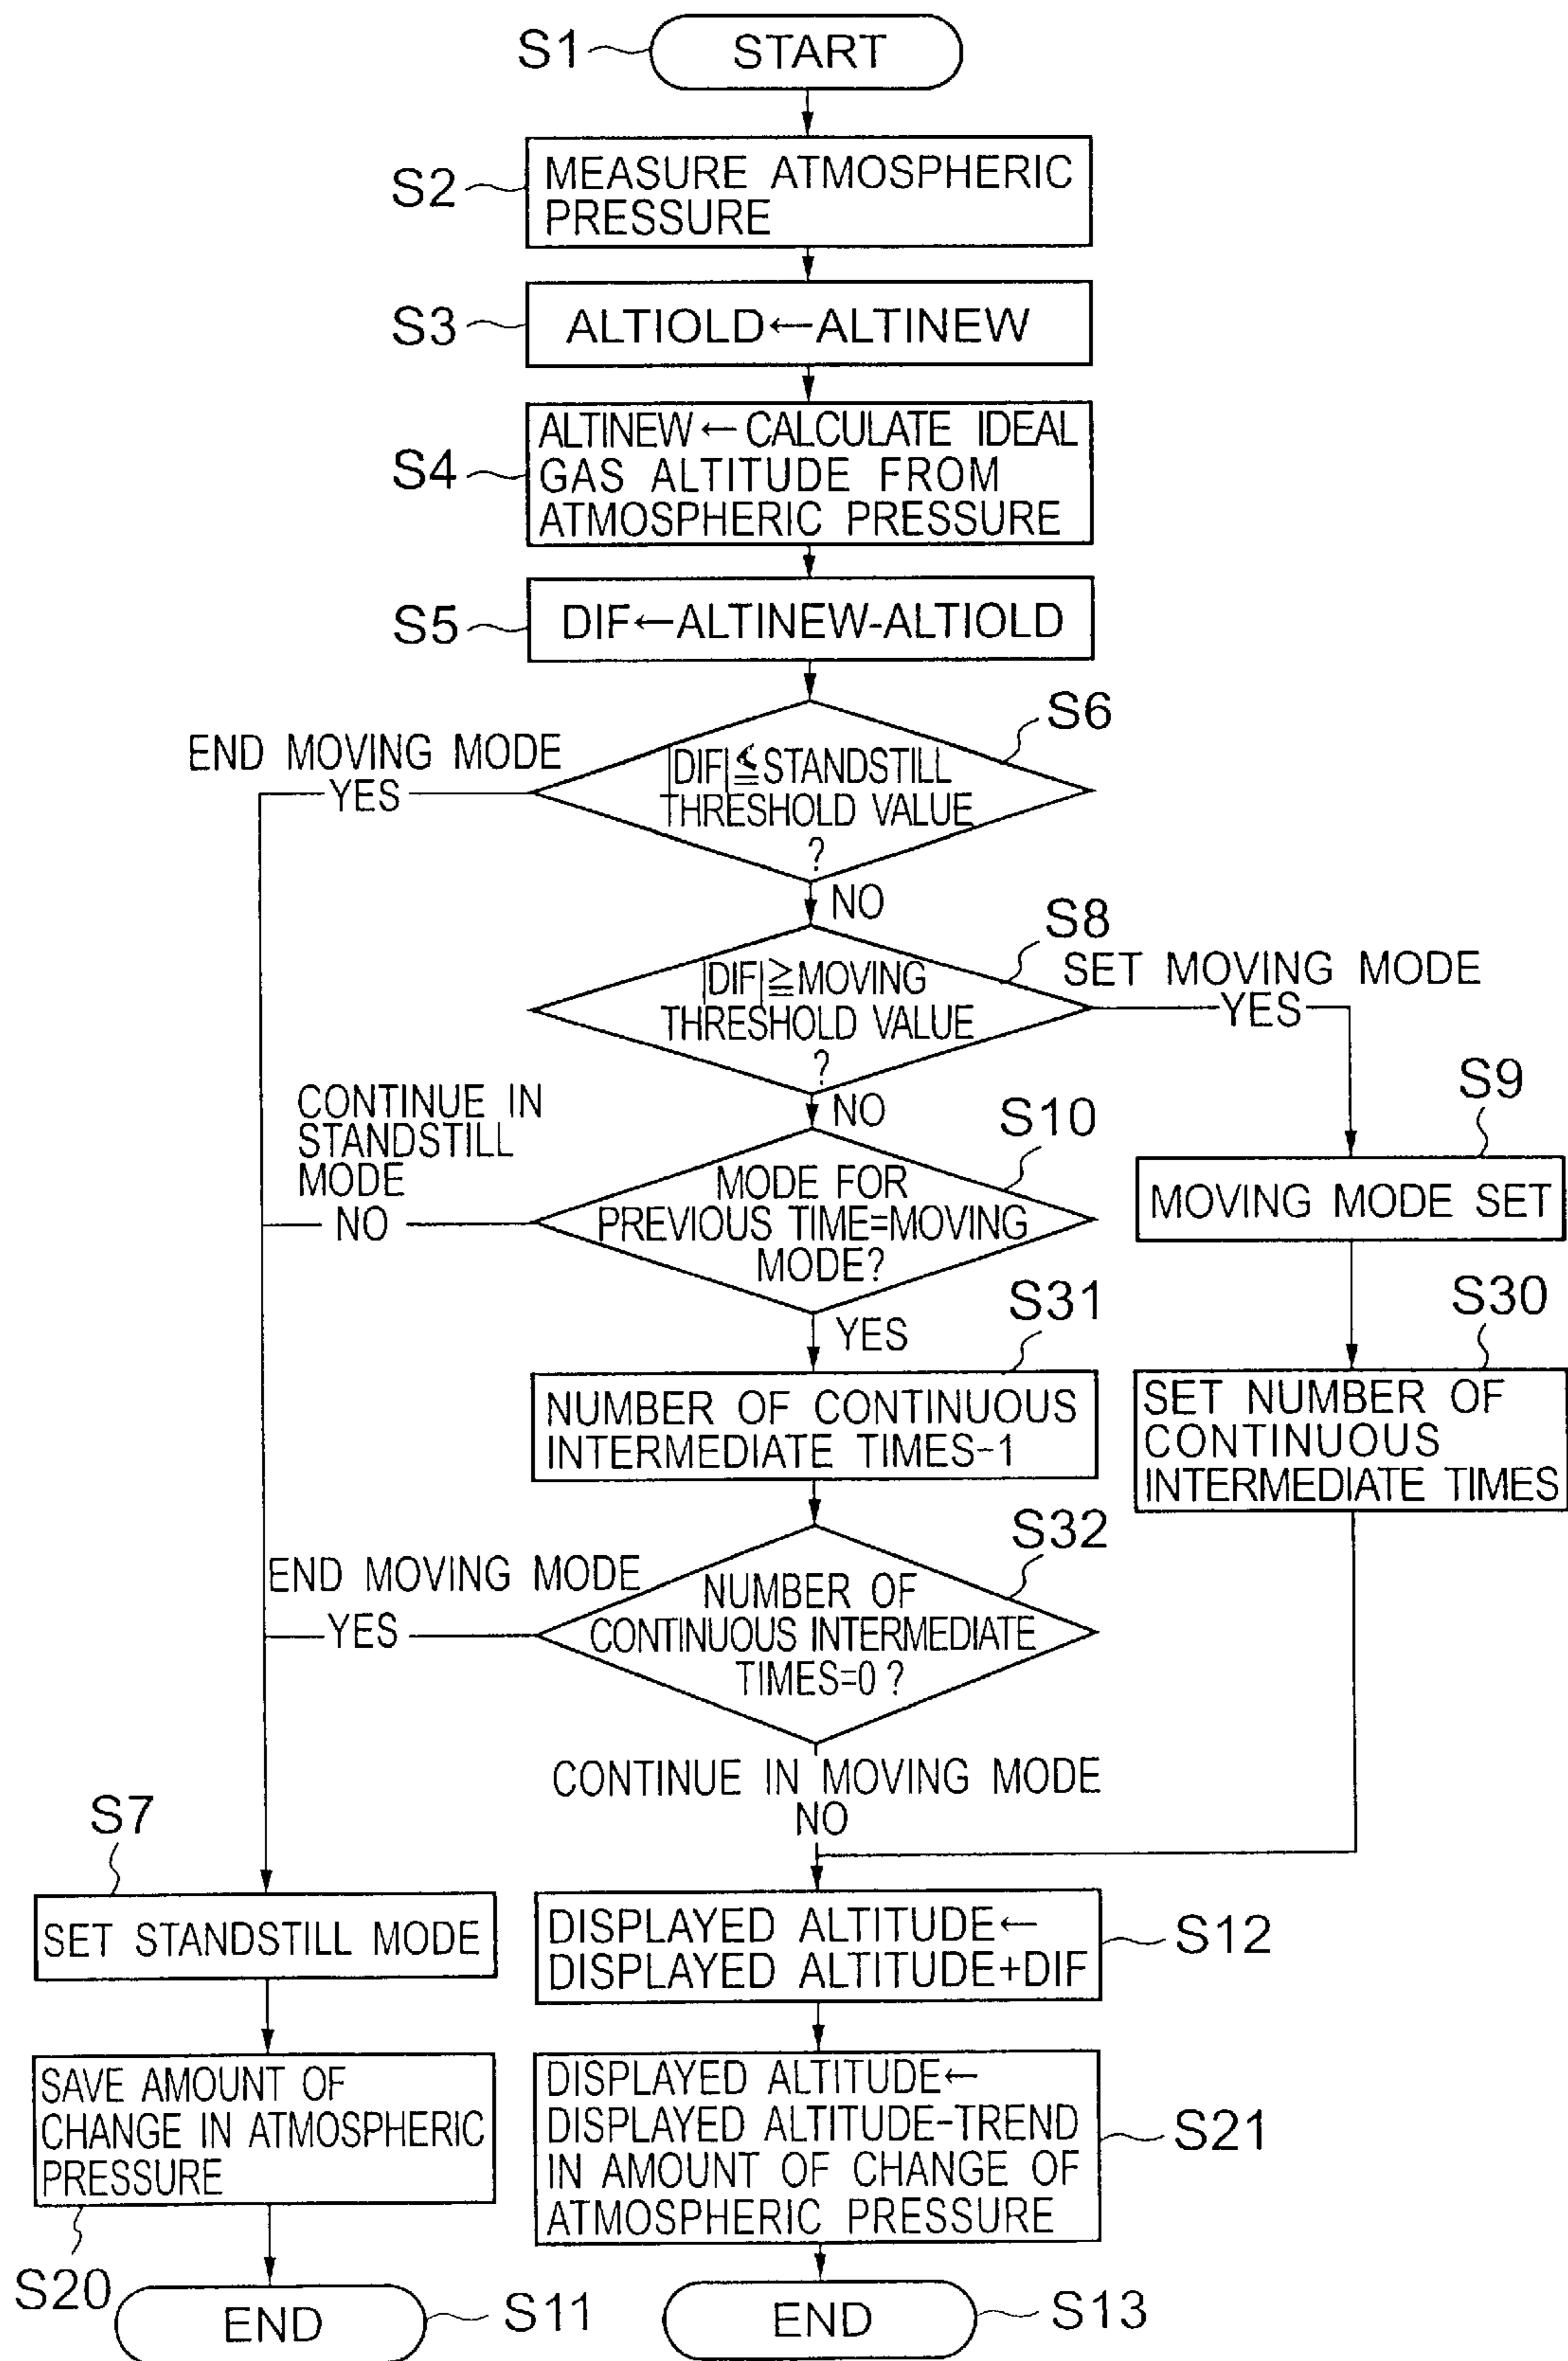 S1
START
S2
MEASURE ATMOSPHERIC
PRESSURE
S3
ALTIOLD←ALTINEW
S4
ALTINEW←CALCULATE IDEAL
GAS ALTITUDE FROM
ATMOSPHERIC PRESSURE
S5
DIF←ALTINEW-ALTIOLD
S6
END MOVING MODE
YES
|DIF|≦STANDSTILL
THRESHOLD VALUE
?
NO
S8
|DIF|≧MOVING
THRESHOLD VALUE
?
SET MOVING MODE
YES
NO
CONTINUE IN
STANDSTILL
MODE
NO
S10
MODE FOR
PREVIOUS TIME=MOVING
MODE?
S9
MOVING MODE SET
YES
S31
NUMBER OF CONTINUOUS
INTERMEDIATE TIMES-1
S30
SET NUMBER OF
CONTINUOUS
INTERMEDIATE TIMES
S32
END MOVING MODE
YES
NUMBER OF
CONTINUOUS INTERMEDIATE
TIMES=0?
CONTINUE IN MOVING MODE
NO
S7
SET STANDSTILL MODE
DISPLAYED ALTITUDE←
DISPLAYED ALTITUDE+DIF
S12
SAVE AMOUNT OF
CHANGE IN ATMOSPHERIC
PRESSURE
S20
DISPLAYED ALTITUDE←
DISPLAYED ALTITUDE-TREND
IN AMOUNT OF CHANGE OF
ATMOSPHERIC PRESSURE
S21
END
S11
END
S13